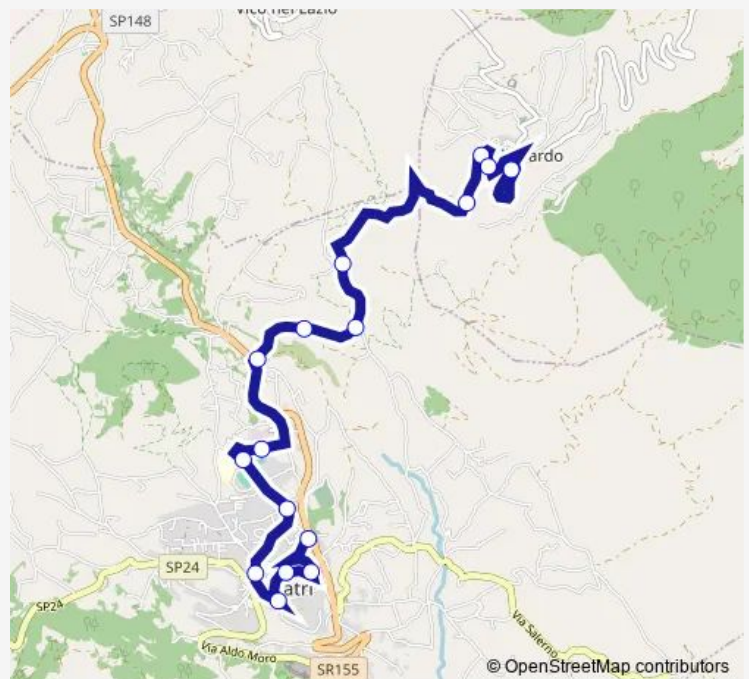 Vico nel Lazio
SP148
ardo
SP24
atri
SP24
Via Salerno
Via Aldo Moro
SR155
© OpenStreetMap contributors